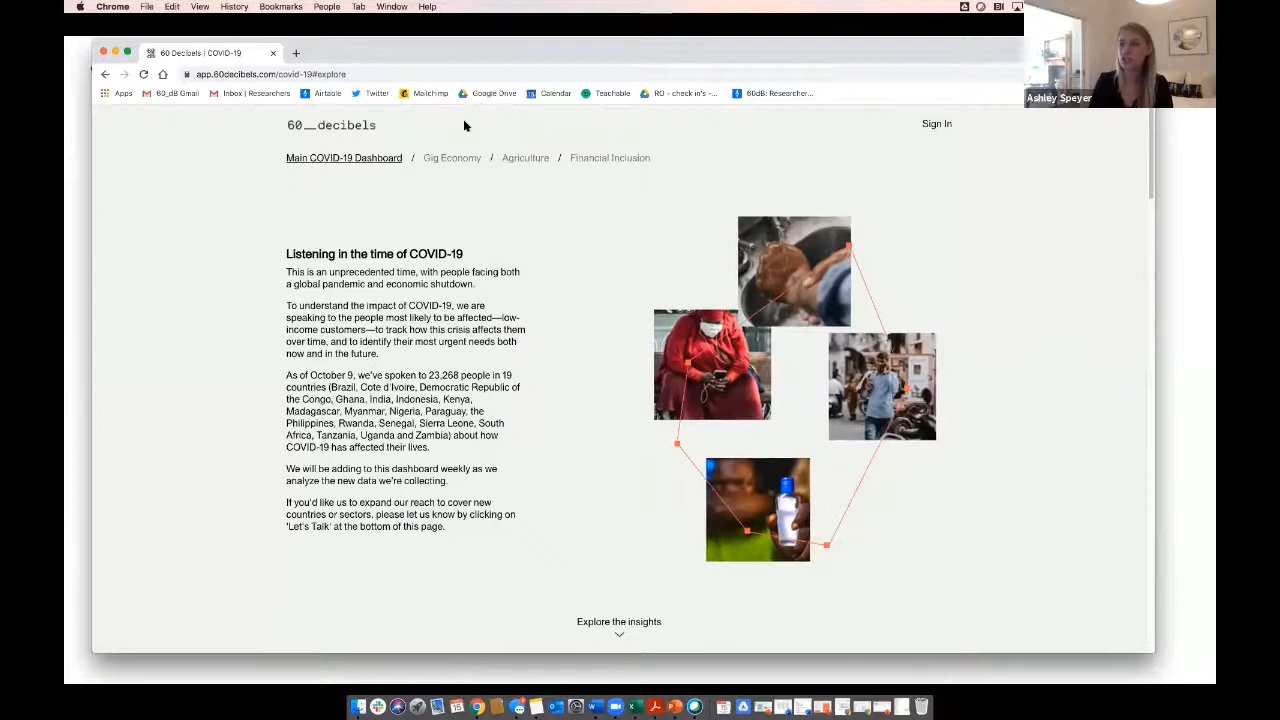 Chrome File Edit View History Bookmarks People Tab Window Help
60 Decibels | COVID-19
app.60decibels.com/covid-19#explore
Apps 60_dB Gmail Inbox | Researchers Airtable Twitter Mailchimp Google Drive Calendar Teachable RO - check in's -... 60dB: Researcher...
Ashley Speyer
60__decibels
Sign In
Main COVID-19 Dashboard / Gig Economy / Agriculture / Financial Inclusion
Listening in the time of COVID-19
This is an unprecedented time, with people facing both
a global pandemic and economic shutdown.
To understand the impact of COVID-19, we are
speaking to the people most likely to be affected—low-
income customers—to track how this crisis affects them
over time, and to identify their most urgent needs both
now and in the future.
As of October 9, we've spoken to 23,268 people in 19
countries (Brazil, Cote d'Ivoire, Democratic Republic of
the Congo, Ghana, India, Indonesia, Kenya,
Madagascar, Myanmar, Nigeria, Paraguay, the
Philippines, Rwanda, Senegal, Sierra Leone, South
Africa, Tanzania, Uganda and Zambia) about how
COVID-19 has affected their lives.
We will be adding to this dashboard weekly as we
analyze the new data we're collecting.
If you'd like us to expand our reach to cover new
countries or sectors, please let us know by clicking on
'Let's Talk' at the bottom of this page.
Explore the insights